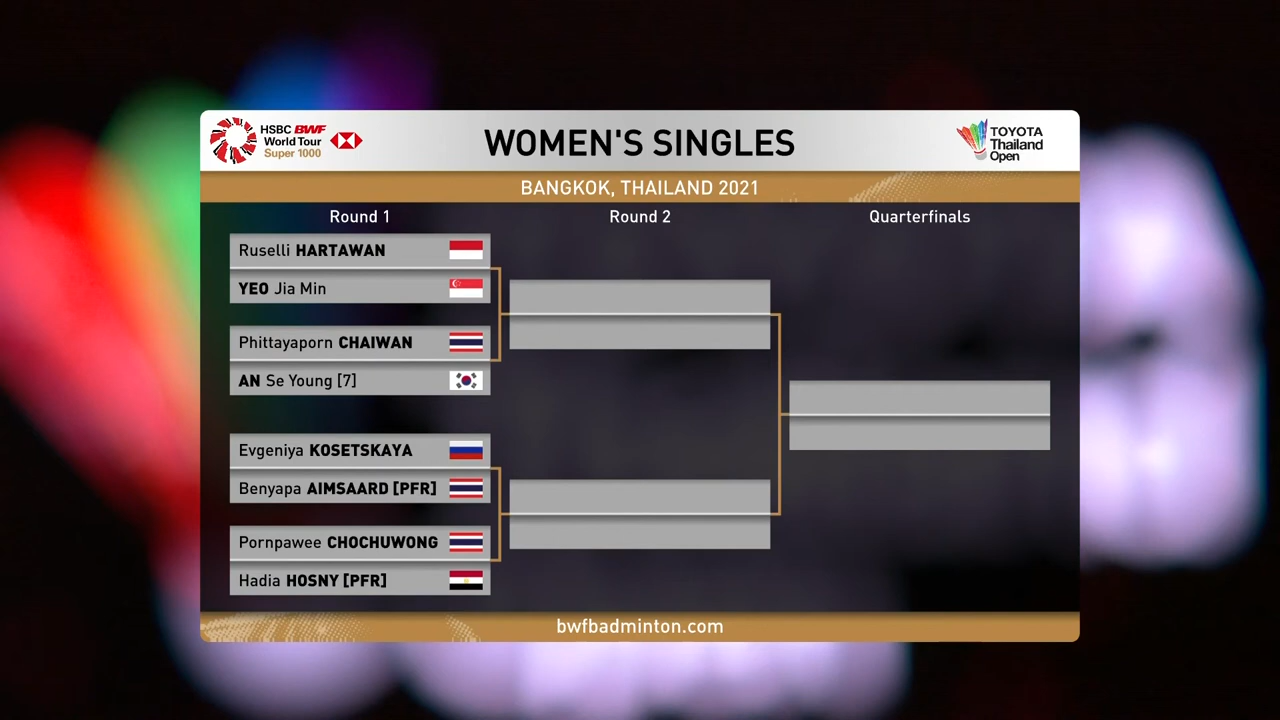 HSBC BWF
World Tour
Super 1000
WOMEN'S SINGLES
TOYOTA
Thailand
Open
BANGKOK, THAILAND 2021
Round 1
Round 2
Quarterfinals
Ruselli HARTAWAN
YEO Jia Min
Phittayaporn CHAIWAN
AN Se Young [7]
Evgeniya KOSETSKAYA
Benyapa AIMSAARD [PFR]
Pornpawee CHOCHUWONG
Hadia HOSNY [PFR]
bwfbadminton.com